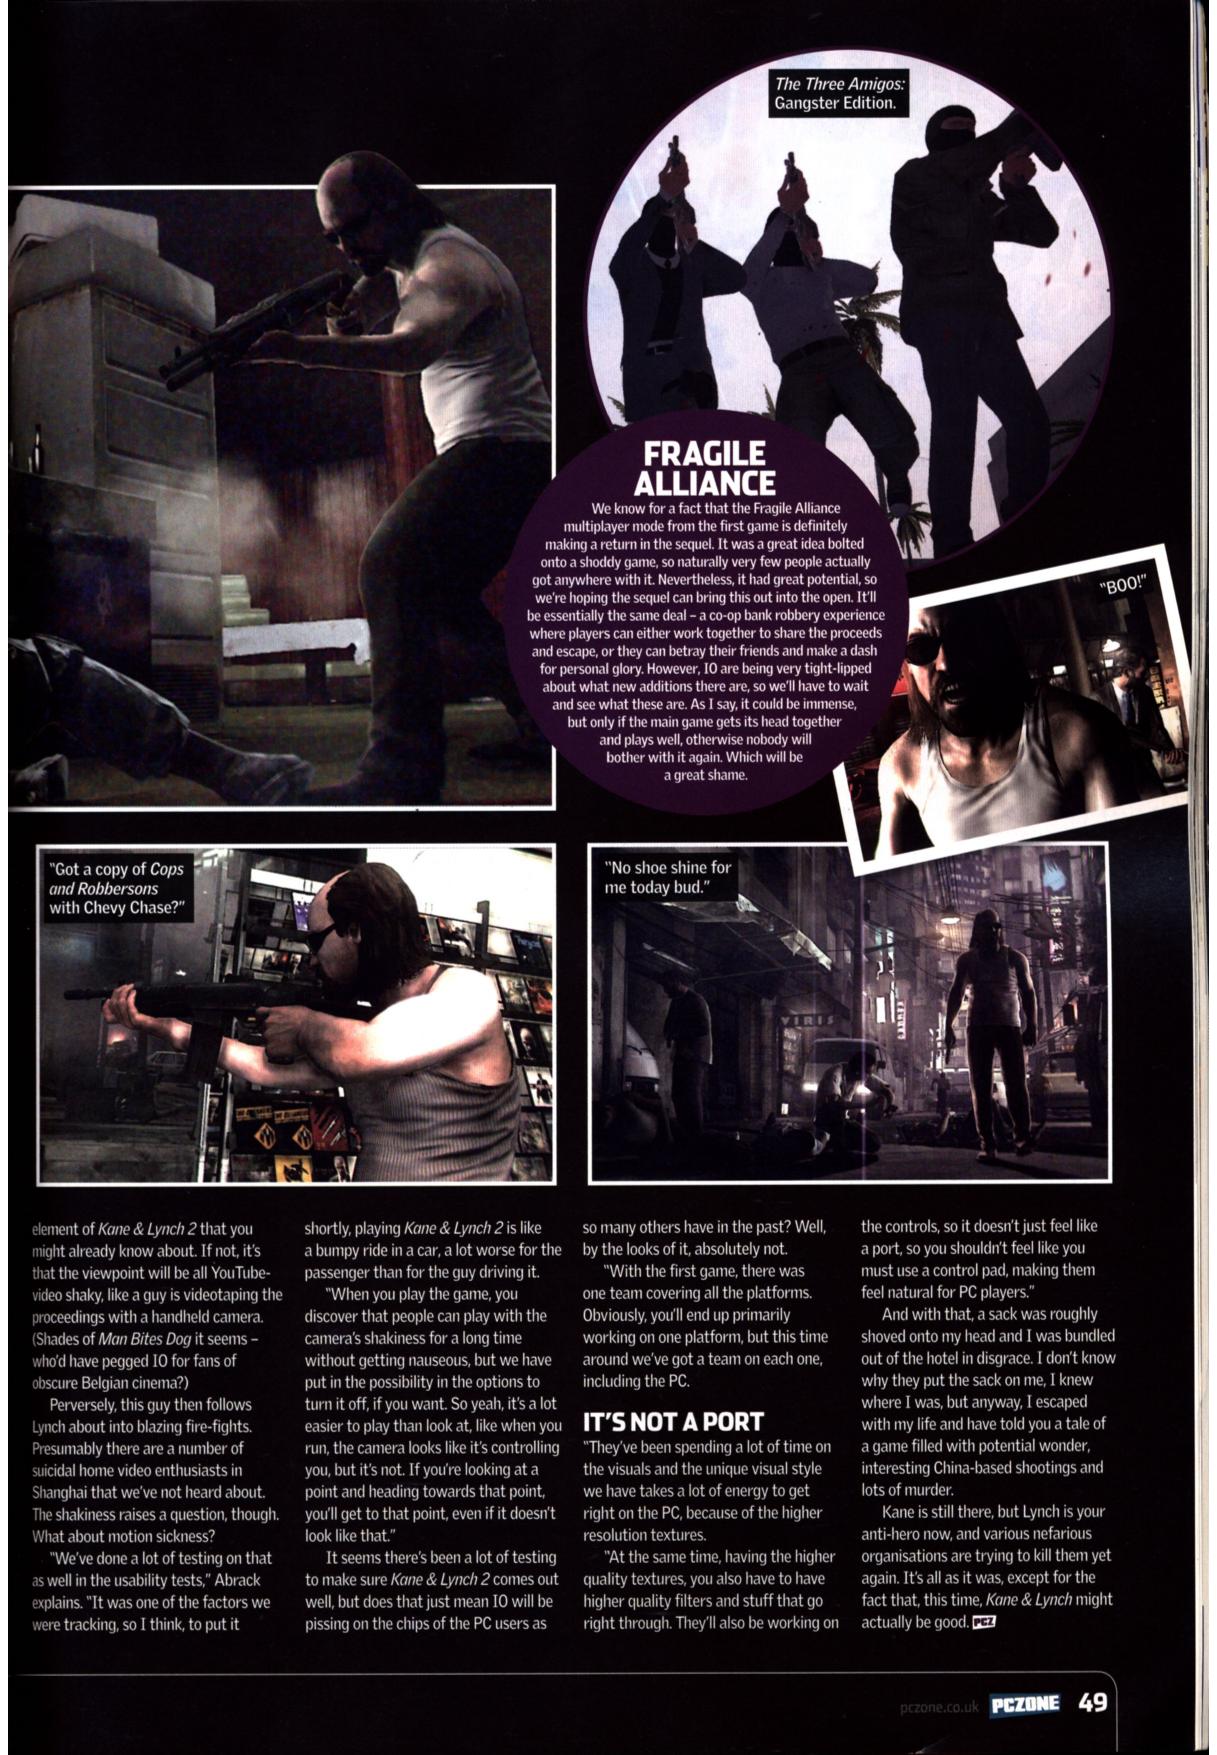 The Three Amigos:
Gangster Edition.
FRAGILE
ALLIANCE
We know for a fact that the Fragile Alliance
multiplayer mode from the first game is definitely
making a return in the sequel. It was a great idea bolted
onto a shoddy game, so naturally very few people actually
got anywhere with it. Nevertheless, it had great potential, so
we're hoping the sequel can bring this out into the open. It'll
be essentially the same deal – a co-op bank robbery experience
where players can either work together to share the proceeds
and escape, or they can betray their friends and make a dash
for personal glory. However, IO are being very tight-lipped
about what new additions there are, so we'll have to wait
and see what these are. As I say, it could be immense,
but only if the main game gets its head together
and plays well, otherwise nobody will
bother with it again. Which will be
a great shame.
"BOO!"
"Got a copy of Cops
and Robbersons
with Chevy Chase?"
"No shoe shine for
me today bud."
element of Kane & Lynch 2 that you
might already know about. If not, it's
that the viewpoint will be all YouTube-
video shaky, like a guy is videotaping the
proceedings with a handheld camera.
(Shades of Man Bites Dog it seems –
who'd have pegged IO for fans of
obscure Belgian cinema?)
Perversely, this guy then follows
Lynch about into blazing fire-fights.
Presumably there are a number of
suicidal home video enthusiasts in
Shanghai that we've not heard about.
The shakiness raises a question, though.
What about motion sickness?
"We've done a lot of testing on that
as well in the usability tests," Abrack
explains. "It was one of the factors we
were tracking, so I think, to put it
shortly, playing Kane & Lynch 2 is like
a bumpy ride in a car, a lot worse for the
passenger than for the guy driving it.
"When you play the game, you
discover that people can play with the
camera's shakiness for a long time
without getting nauseous, but we have
put in the possibility in the options to
turn it off, if you want. So yeah, it's a lot
easier to play than look at, like when you
run, the camera looks like it's controlling
you, but it's not. If you're looking at a
point and heading towards that point,
you'll get to that point, even if it doesn't
look like that."
It seems there's been a lot of testing
to make sure Kane & Lynch 2 comes out
well, but does that just mean IO will be
pissing on the chips of the PC users as
so many others have in the past? Well,
by the looks of it, absolutely not.
"With the first game, there was
one team covering all the platforms.
Obviously, you'll end up primarily
working on one platform, but this time
around we've got a team on each one,
including the PC.
IT'S NOT A PORT
"They've been spending a lot of time on
the visuals and the unique visual style
we have takes a lot of energy to get
right on the PC, because of the higher
resolution textures.
"At the same time, having the higher
quality textures, you also have to have
higher quality filters and stuff that go
right through. They'll also be working on
the controls, so it doesn't just feel like
a port, so you shouldn't feel like you
must use a control pad, making them
feel natural for PC players."
And with that, a sack was roughly
shoved onto my head and I was bundled
out of the hotel in disgrace. I don't know
why they put the sack on me, I knew
where I was, but anyway, I escaped
with my life and have told you a tale of
a game filled with potential wonder,
interesting China-based shootings and
lots of murder.
Kane is still there, but Lynch is your
anti-hero now, and various nefarious
organisations are trying to kill them yet
again. It's all as it was, except for the
fact that, this time, Kane & Lynch might
actually be good. PCZ
pczone.co.uk PCZONE 49